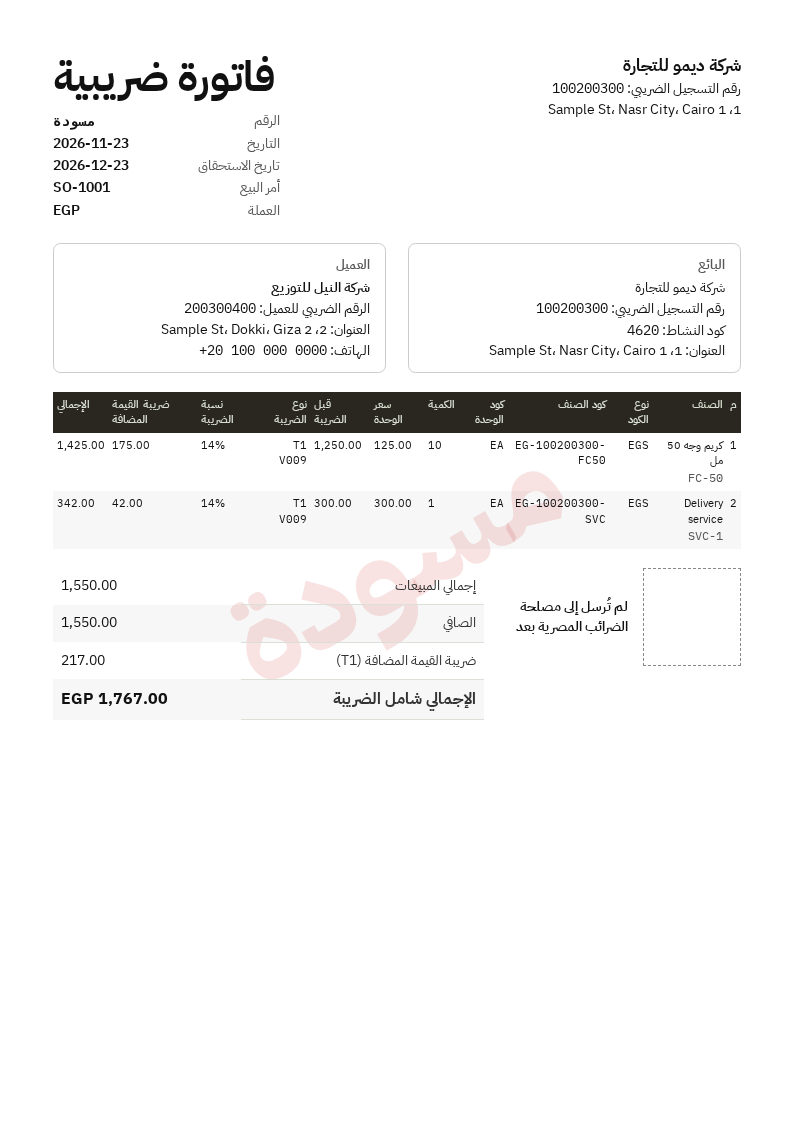 شركة ديمو للتجارة
رقم التسجيل الضريبي: 100200300
1، 1 Sample St، Nasr City، Cairo
فاتورة ضريبية
الرقم مسودة
التاريخ 2026-11-23
تاريخ الاستحقاق 2026-12-23
أمر البيع SO-1001
العملة EGP
البائع
شركة ديمو للتجارة
رقم التسجيل الضريبي: 100200300
كود النشاط: 4620
العنوان: 1، 1 Sample St، Nasr City، Cairo
العميل
شركة النيل للتوزيع
الرقم الضريبي للعميل: 200300400
العنوان: 2، 2 Sample St، Dokki، Giza
الهاتف: +20 100 000 0000
م الصنف نوع الكود كود الصنف كود الوحدة الكمية سعر الوحدة قبل الضريبة نوع الضريبة نسبة الضريبة ضريبة القيمة المضافة الإجمالي
1 كريم وجه 50 مل EGS EG-100200300-FC50 EA 10 125.00 1,250.00 T1 V009 14% 175.00 1,425.00
FC-50
2 Delivery service EGS EG-100200300-SVC EA 1 300.00 300.00 T1 V009 14% 42.00 342.00
SVC-1
مسودة
لم تُرسل إلى مصلحة
الضرائب المصرية بعد
إجمالي المبيعات 1,550.00
الصافي 1,550.00
ضريبة القيمة المضافة (T1) 217.00
الإجمالي شامل الضريبة EGP 1,767.00